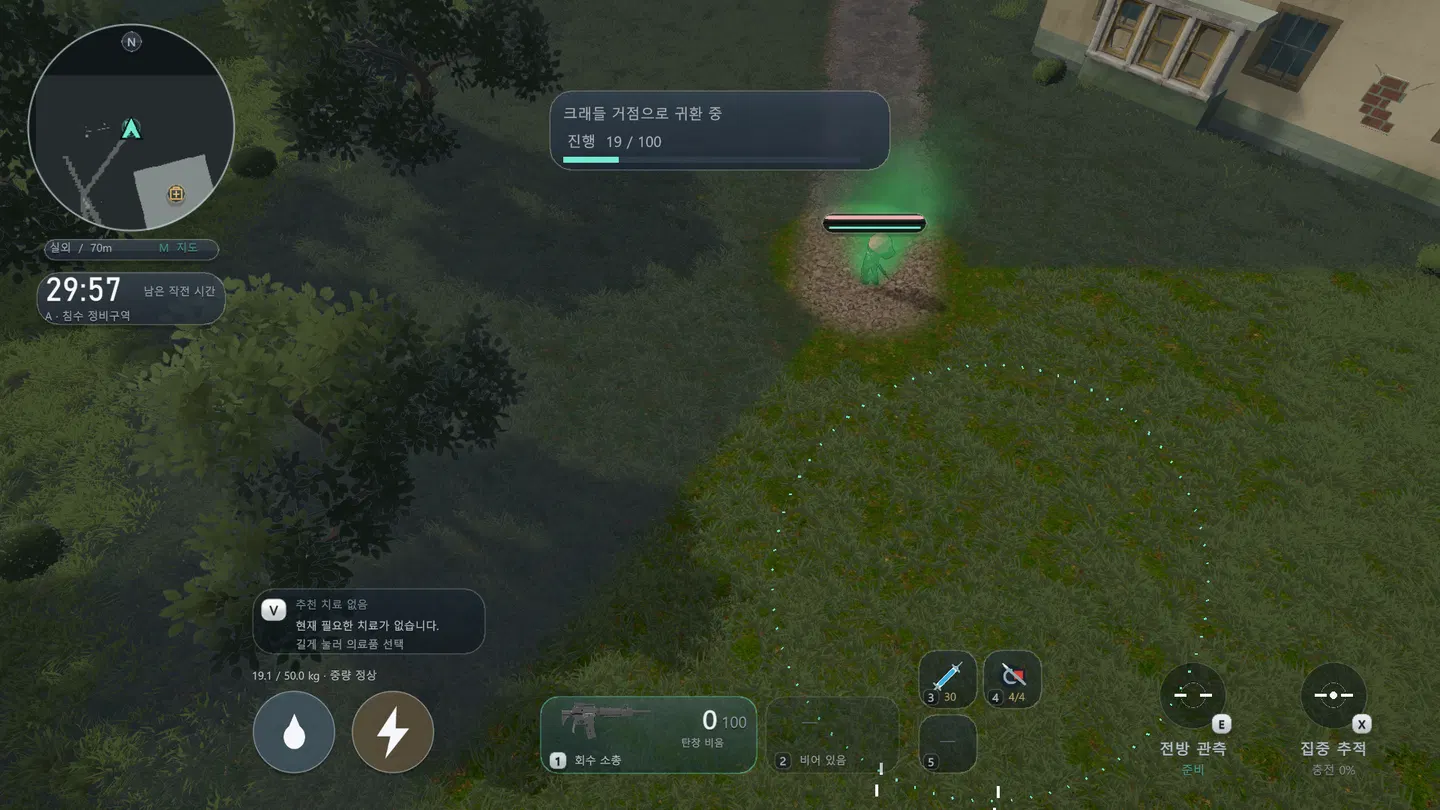 N
실외 / 70m M 지도
29:57 남은 작전 시간
A · 침수 정비구역
크래들 거점으로 귀환 중
진행 19 / 100
V 추천 치료 없음
현재 필요한 치료가 없습니다.
길게 눌러 의료품 선택
19.1 / 50.0 kg · 중량 정상
0 100
탄창 비움
1 회수 소총
2 비어 있음
3 30
4 4/4
5
E
전방 관측
준비
X
집중 추적
충전 0%